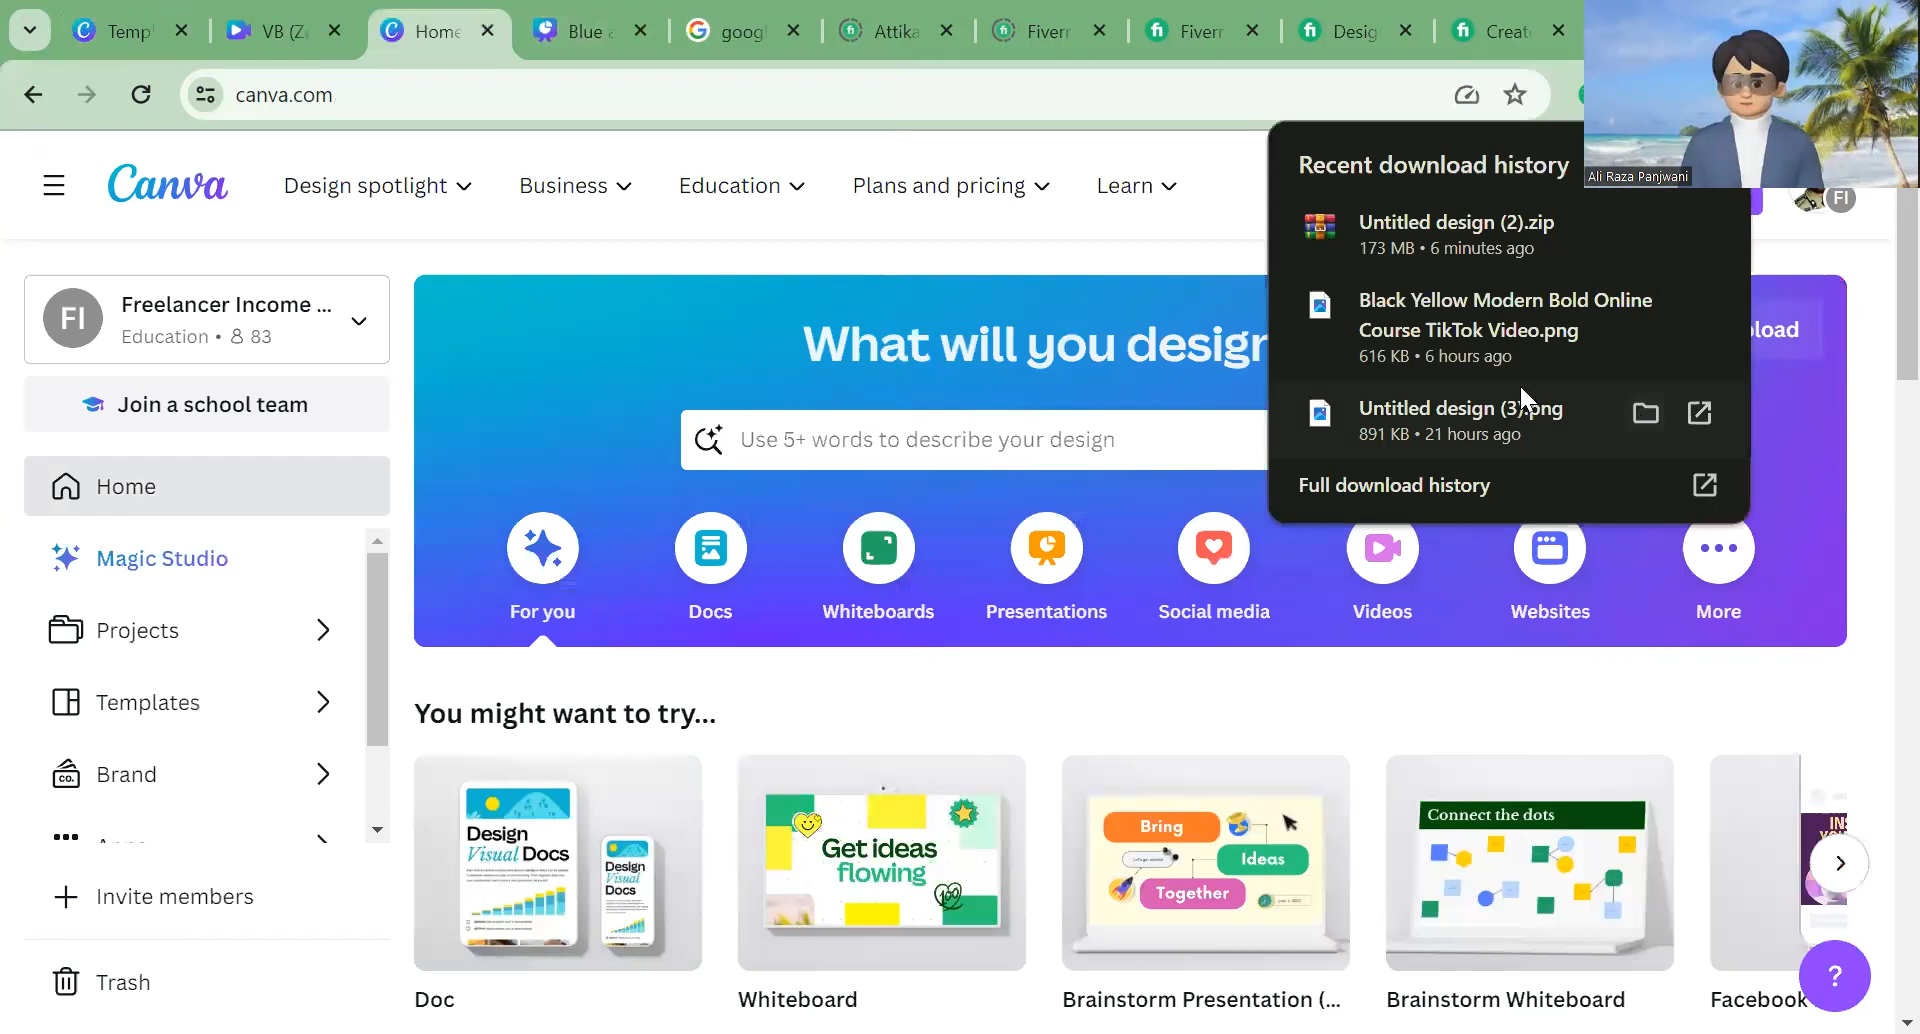 Temp
VB (Z
Home
Blue
goog
Attika
Fiverr
Fiverr
Desig
Creat
canva.com
Ali Raza Panjwani
Canva
Design spotlight
Business
Education
Plans and pricing
Learn
FI
Recent download history
Untitled design (2).zip
173 MB • 6 minutes ago
Black Yellow Modern Bold Online
Course TikTok Video.png
616 KB • 6 hours ago
Untitled design (3).png
891 KB • 21 hours ago
Full download history
FI
Freelancer Income ...
Education • 83
Join a school team
Home
Magic Studio
Projects
Templates
Brand
CO.
Invite members
Trash
What will you design
load
Use 5+ words to describe your design
For you
Docs
Whiteboards
Presentations
Social media
Videos
Websites
More
You might want to try...
Design
Visual Docs
Design
Visual
Docs
Get ideas
flowing
100
Bring
Ideas
Together
Connect the dots
Doc
Whiteboard
Brainstorm Presentation (...
Brainstorm Whiteboard
Facebook
?